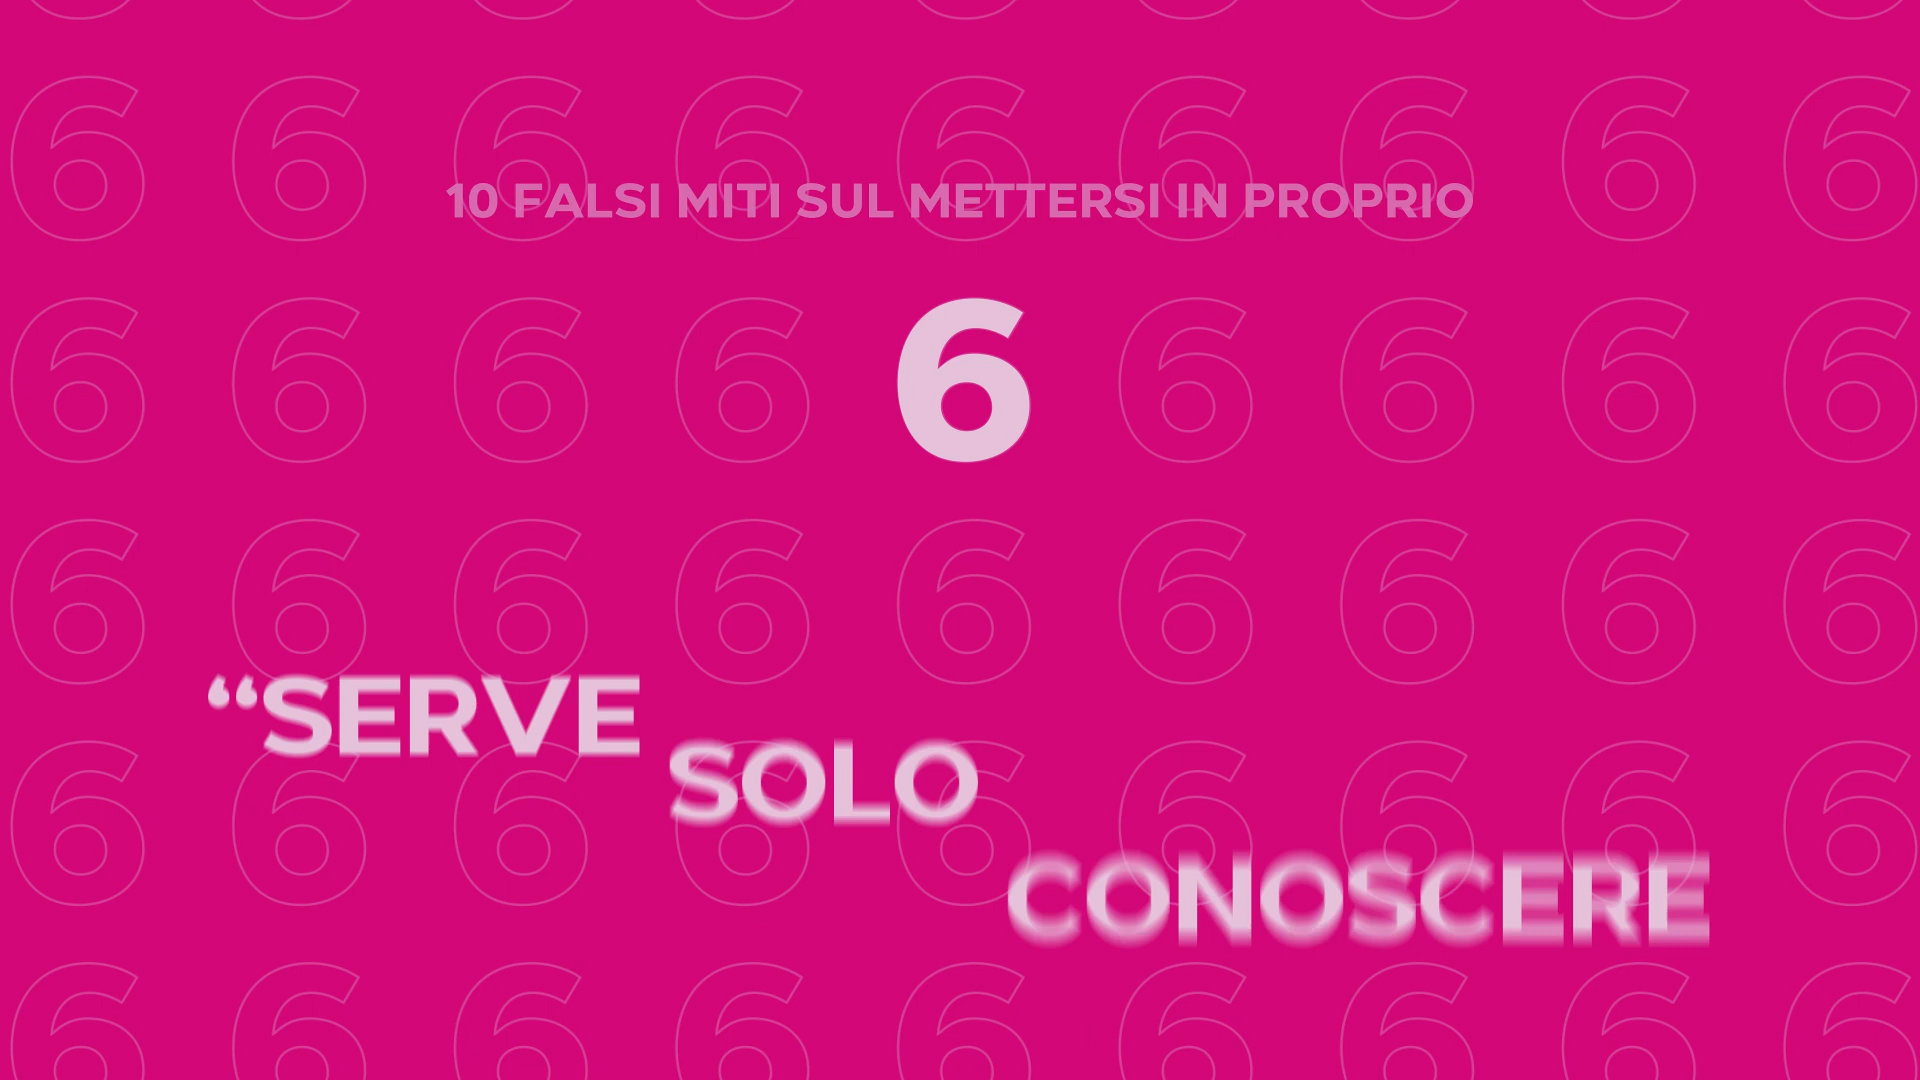 10 FALSI MITI SUL METTERSI IN PROPRIO
6
“SERVE
SOLO
CONOSCERE